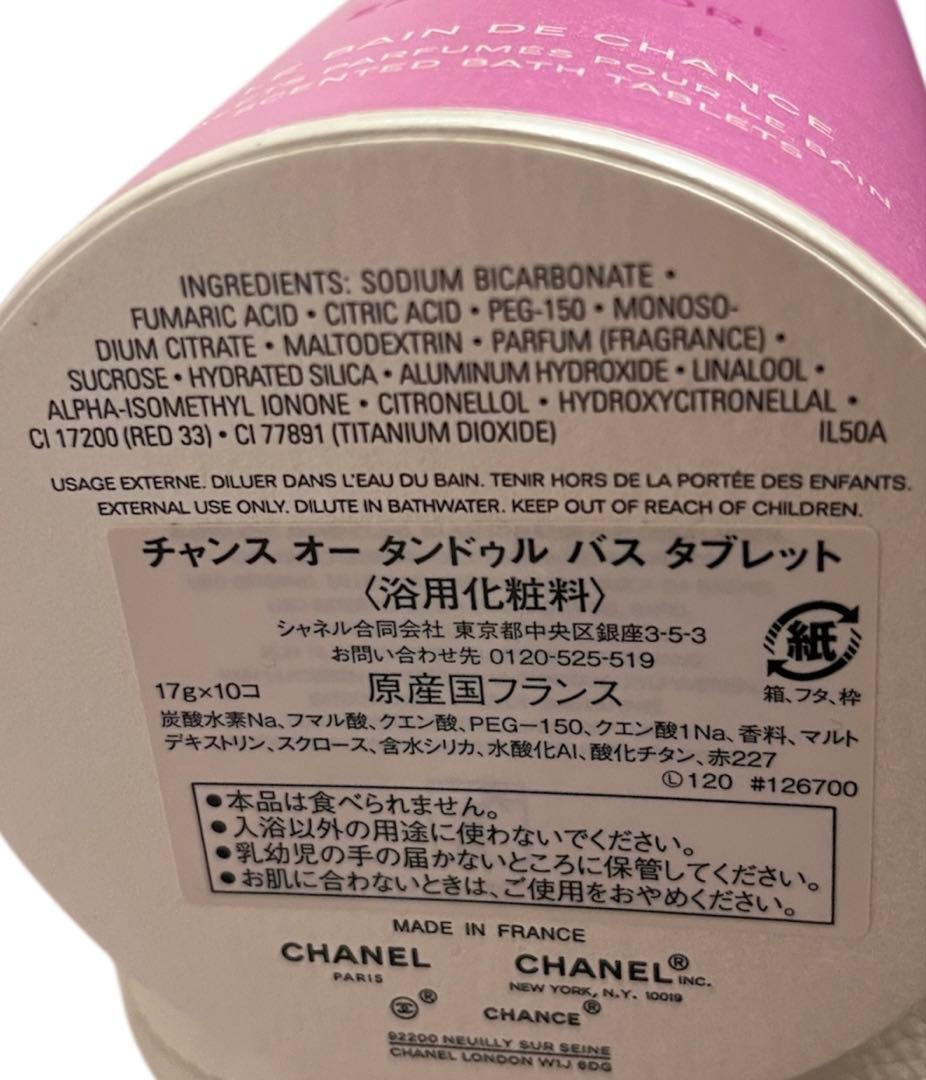 LE BAIN DE CHANCE
PARFUMÉS POUR LE BAIN
SCENTED BATH TABLETS
INGREDIENTS: SODIUM BICARBONATE •
FUMARIC ACID • CITRIC ACID • PEG-150 • MONOSO-
DIUM CITRATE • MALTODEXTRIN • PARFUM (FRAGRANCE) •
SUCROSE • HYDRATED SILICA • ALUMINUM HYDROXIDE • LINALOOL •
ALPHA-ISOMETHYL IONONE • CITRONELLOL • HYDROXYCITRONELLAL •
CI 17200 (RED 33) • CI 77891 (TITANIUM DIOXIDE) IL50A
USAGE EXTERNE. DILUER DANS L'EAU DU BAIN. TENIR HORS DE LA PORTÉE DES ENFANTS.
EXTERNAL USE ONLY. DILUTE IN BATHWATER. KEEP OUT OF REACH OF CHILDREN.
チャンス オー タンドゥル バス タブレット
〈浴用化粧料〉
シャネル合同会社 東京都中央区銀座3-5-3
お問い合わせ先 0120-525-519
17g×10コ 原産国フランス
紙
箱、フタ、枠
炭酸水素Na、フマル酸、クエン酸、PEG-150、クエン酸1Na、香料、マルト
デキストリン、スクロース、含水シリカ、水酸化Al、酸化チタン、赤227
Ⓛ120 #126700
●本品は食べられません。
●入浴以外の用途に使わないでください。
●乳幼児の手の届かないところに保管してください。
●お肌に合わないときは、ご使用をおやめください。
MADE IN FRANCE
CHANEL CHANEL® INC.
PARIS NEW YORK, N.Y. 10019
® CHANCE®
92200 NEUILLY SUR SEINE
CHANEL LONDON W1J 6DG